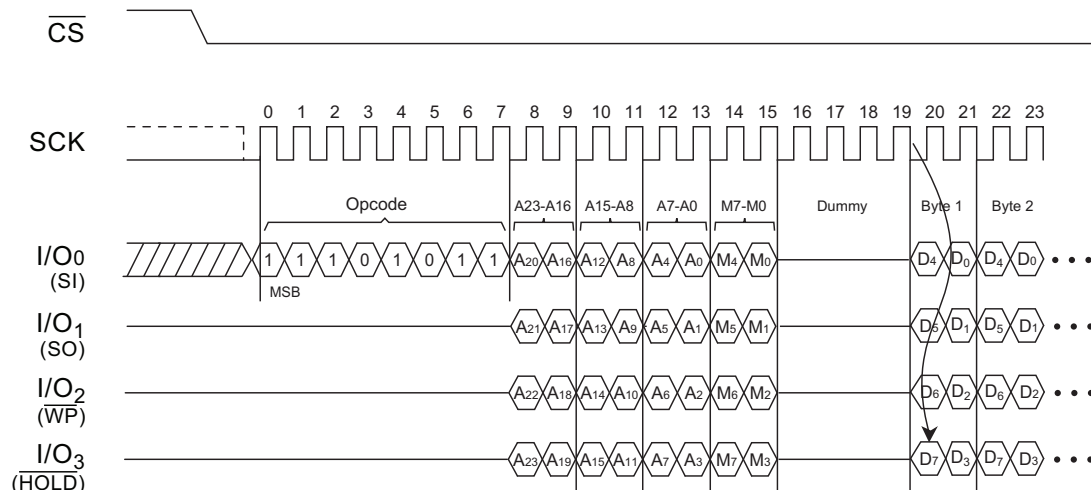 CS
0 1 2 3 4 5 6 7 8 9 10 11 12 13 14 15 16 17 18 19 20 21 22 23
SCK
Opcode A23-A16 A15-A8 A7-A0 M7-M0 Dummy Byte 1 Byte 2
I/O0 1 1 1 0 1 0 1 1 A20 A16 A12 A8 A4 A0 M4 M0 D4 D0 D4 D0
(SI) MSB
I/O1 A21 A17 A13 A9 A5 A1 M5 M1 D5 D1 D5 D1
(SO)
I/O2 A22 A18 A14 A10 A6 A2 M6 M2 D6 D2 D6 D2
(WP)
I/O3 A23 A19 A15 A11 A7 A3 M7 M3 D7 D3 D7 D3
(HOLD)